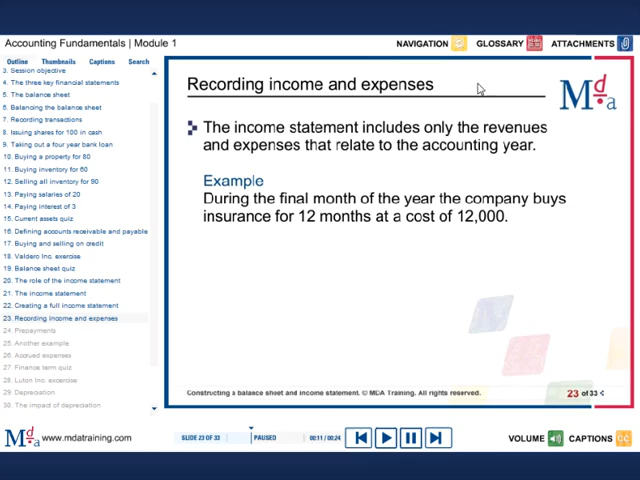 Accounting Fundamentals | Module 1
NAVIGATION
GLOSSARY
ATTACHMENTS
Outline
Thumbnails
Captions
Search
3. Session objective
4. The three key financial statements
5. The balance sheet
6. Balancing the balance sheet
7. Recording transactions
8. Issuing shares for 100 in cash
9. Taking out a four year bank loan
10. Buying a property for 80
11. Buying inventory for 60
12. Selling all inventory for 90
13. Paying salaries of 20
14. Paying interest of 3
15. Current assets quiz
16. Defining accounts receivable and payable
17. Buying and selling on credit
18. Valdero Inc. exercise
19. Balance sheet quiz
20. The role of the income statement
21. The income statement
22. Creating a full income statement
23. Recording income and expenses
24. Prepayments
25. Another example
26. Accrued expenses
27. Finance term quiz
28. Luton Inc. excercise
29. Depreciation
30. The impact of depreciation
Recording income and expenses
Mda
The income statement includes only the revenues
and expenses that relate to the accounting year.
Example
During the final month of the year the company buys
insurance for 12 months at a cost of 12,000.
Constructing a balance sheet and income statement. © MDA Training. All rights reserved.
23 of 33
Mda
www.mdatraining.com
SLIDE 23 OF 33
PAUSED
00:11 / 00:24
VOLUME
CAPTIONS
CC